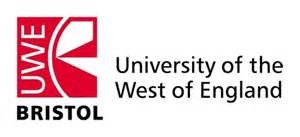 UWE
BRISTOL
University of the
West of England